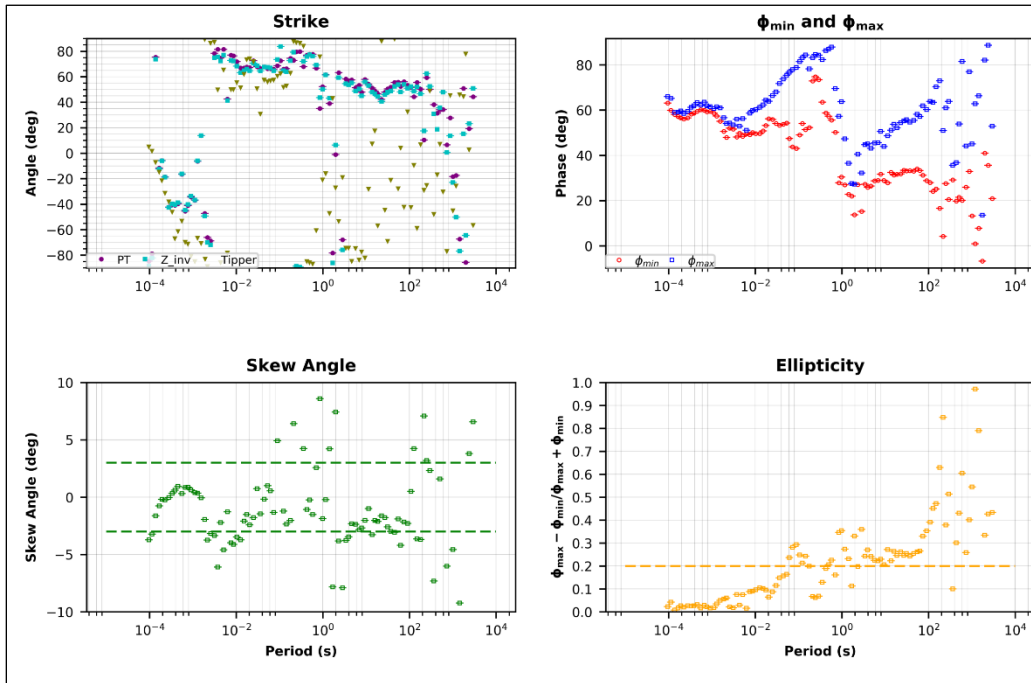 Strike
Angle (deg)
80
60
40
20
0
−20
−40
−60
−80
PT Z_inv Tipper
10⁻⁴ 10⁻² 10⁰ 10² 10⁴
ϕmin and ϕmax
Phase (deg)
80
60
40
20
0
ϕmin ϕmax
10⁻⁴ 10⁻² 10⁰ 10² 10⁴
Skew Angle
Skew Angle (deg)
10
5
0
−5
−10
10⁻⁴ 10⁻² 10⁰ 10² 10⁴
Period (s)
Ellipticity
ϕmax − ϕmin/ϕmax + ϕmin
1.0
0.9
0.8
0.7
0.6
0.5
0.4
0.3
0.2
0.1
0.0
10⁻⁴ 10⁻² 10⁰ 10² 10⁴
Period (s)